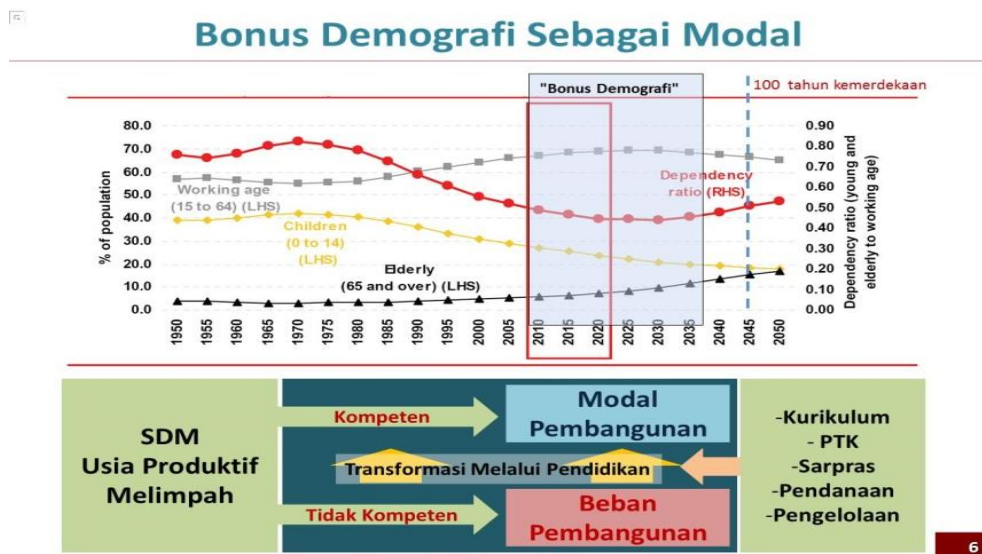 Bonus Demografi Sebagai Modal
"Bonus Demografi"
100 tahun kemerdekaan
80.0
70.0
60.0
50.0
40.0
30.0
20.0
10.0
0.0
% of population
0.90
0.80
0.70
0.60
0.50
0.40
0.30
0.20
0.10
0.00
Dependency ratio (young and
elderly to working age)
Working age
(15 to 64) (LHS)
Children
(0 to 14)
(LHS)
Elderly
(65 and over) (LHS)
Dependency
ratio (RHS)
1950 1955 1960 1965 1970 1975 1980 1985 1990 1995 2000 2005 2010 2015 2020 2025 2030 2035 2040 2045 2050
SDM
Usia Produktif
Melimpah
Kompeten
Modal
Pembangunan
Transformasi Melalui Pendidikan
Tidak Kompeten
Beban
Pembangunan
-Kurikulum
- PTK
-Sarpras
-Pendanaan
-Pengelolaan
6